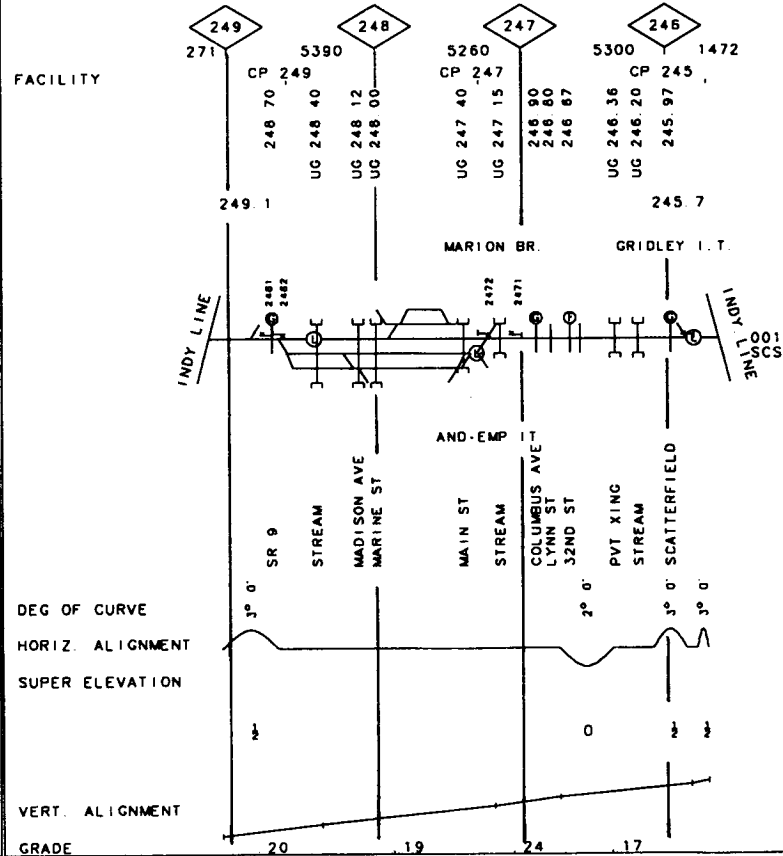 249 248 247 246
271 5390 5260 5300 1472
FACILITY
CP 249 CP 247 CP 245
248 70
UG 248 40
UG 248 12
UG 248 00
UG 247 40
UG 247 15
246.90
246.80
246 67
UG 246.36
UG 246.20
245.97
249.1 245.7
MARION BR. GRIDLEY I.T.
2481
2482
2472
2471
INDY LINE
G L G F G L
INDY LINE
001
SCS
AND-EMP IT
SR 9
STREAM
MADISON AVE
MARINE ST
MAIN ST
STREAM
COLUMBUS AVE
LYNN ST
32ND ST
PVT XING
STREAM
SCATTERFIELD
DEG OF CURVE 3° 0' 2° 0' 3° 0' 3° 0'
HORIZ. ALIGNMENT
SUPER ELEVATION
½ 0 ½ ½
VERT. ALIGNMENT
GRADE .20 .19 .24 .17